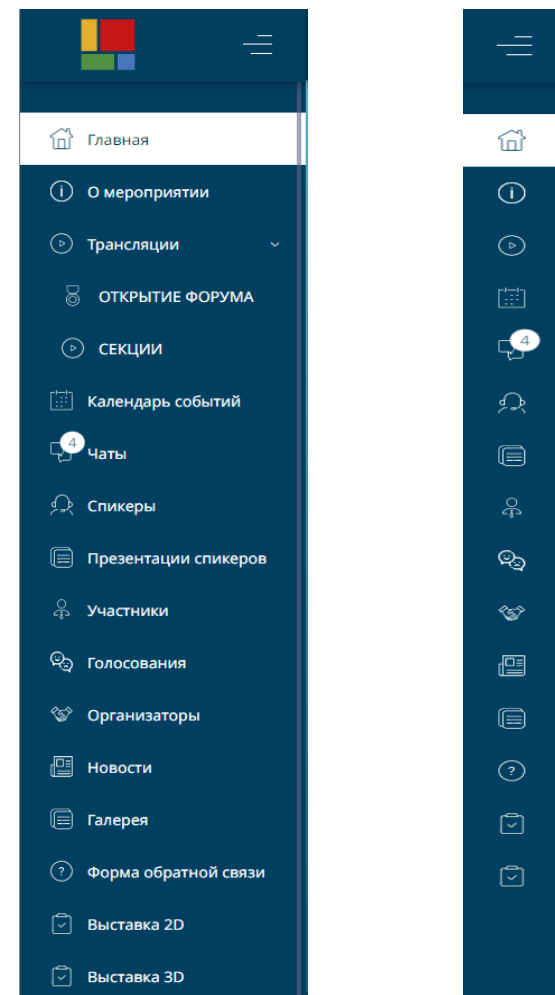 Главная
О мероприятии
Трансляции
ОТКРЫТИЕ ФОРУМА
СЕКЦИИ
Календарь событий
4
Чаты
Спикеры
Презентации спикеров
Участники
Голосования
Организаторы
Новости
Галерея
Форма обратной связи
Выставка 2D
Выставка 3D
4